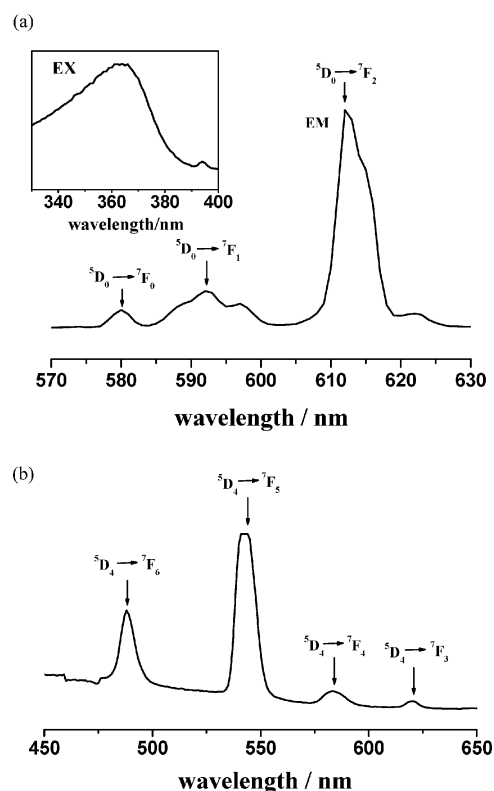 (a)
EX
340 360 380 400
wavelength/nm
⁵D₀ → ⁷F₂
EM
⁵D₀ → ⁷F₁
⁵D₀ → ⁷F₀
570 580 590 600 610 620 630
wavelength / nm
(b)
⁵D₄ → ⁷F₅
⁵D₄ → ⁷F₆
⁵D₄ → ⁷F₄
⁵D₄ → ⁷F₃
450 500 550 600 650
wavelength / nm